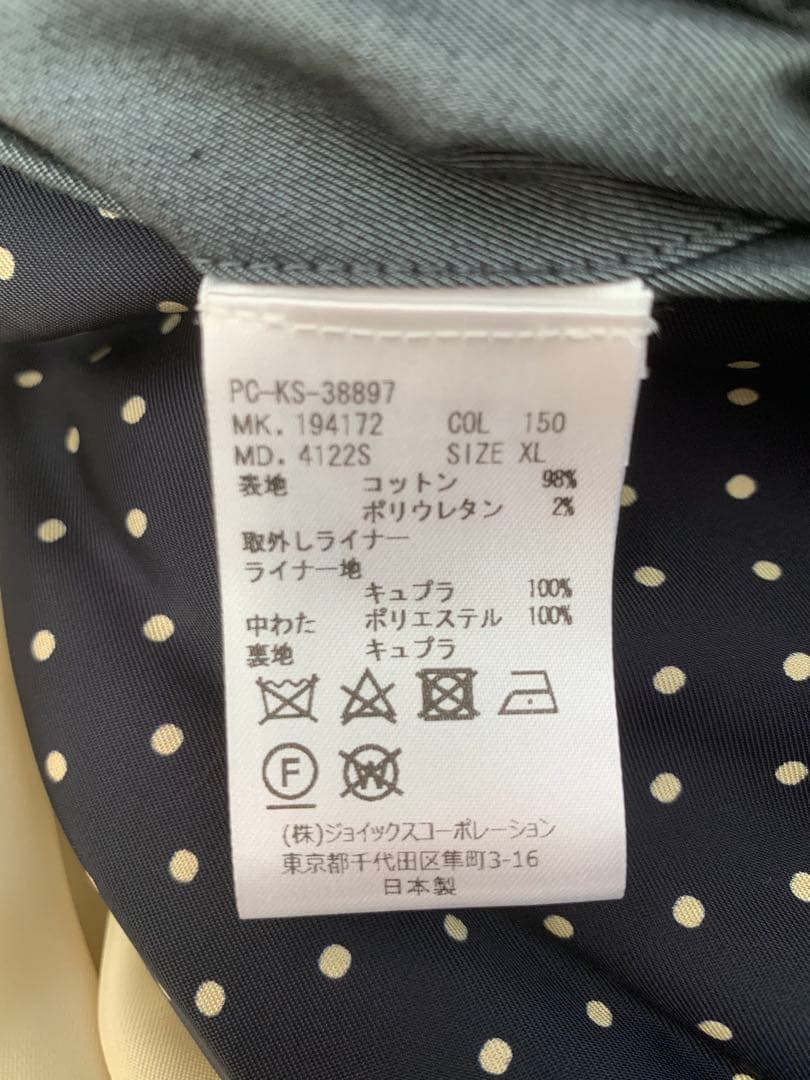 PC-KS-38897
MK. 194172 COL 150
MD. 4122S SIZE XL
表地 コットン 98%
ポリウレタン 2%
取外しライナー
ライナー地
キュプラ 100%
中わた ポリエステル 100%
裏地 キュプラ
F W
(株)ジョイックスコーポレーション
東京都千代田区隼町3-16
日本製